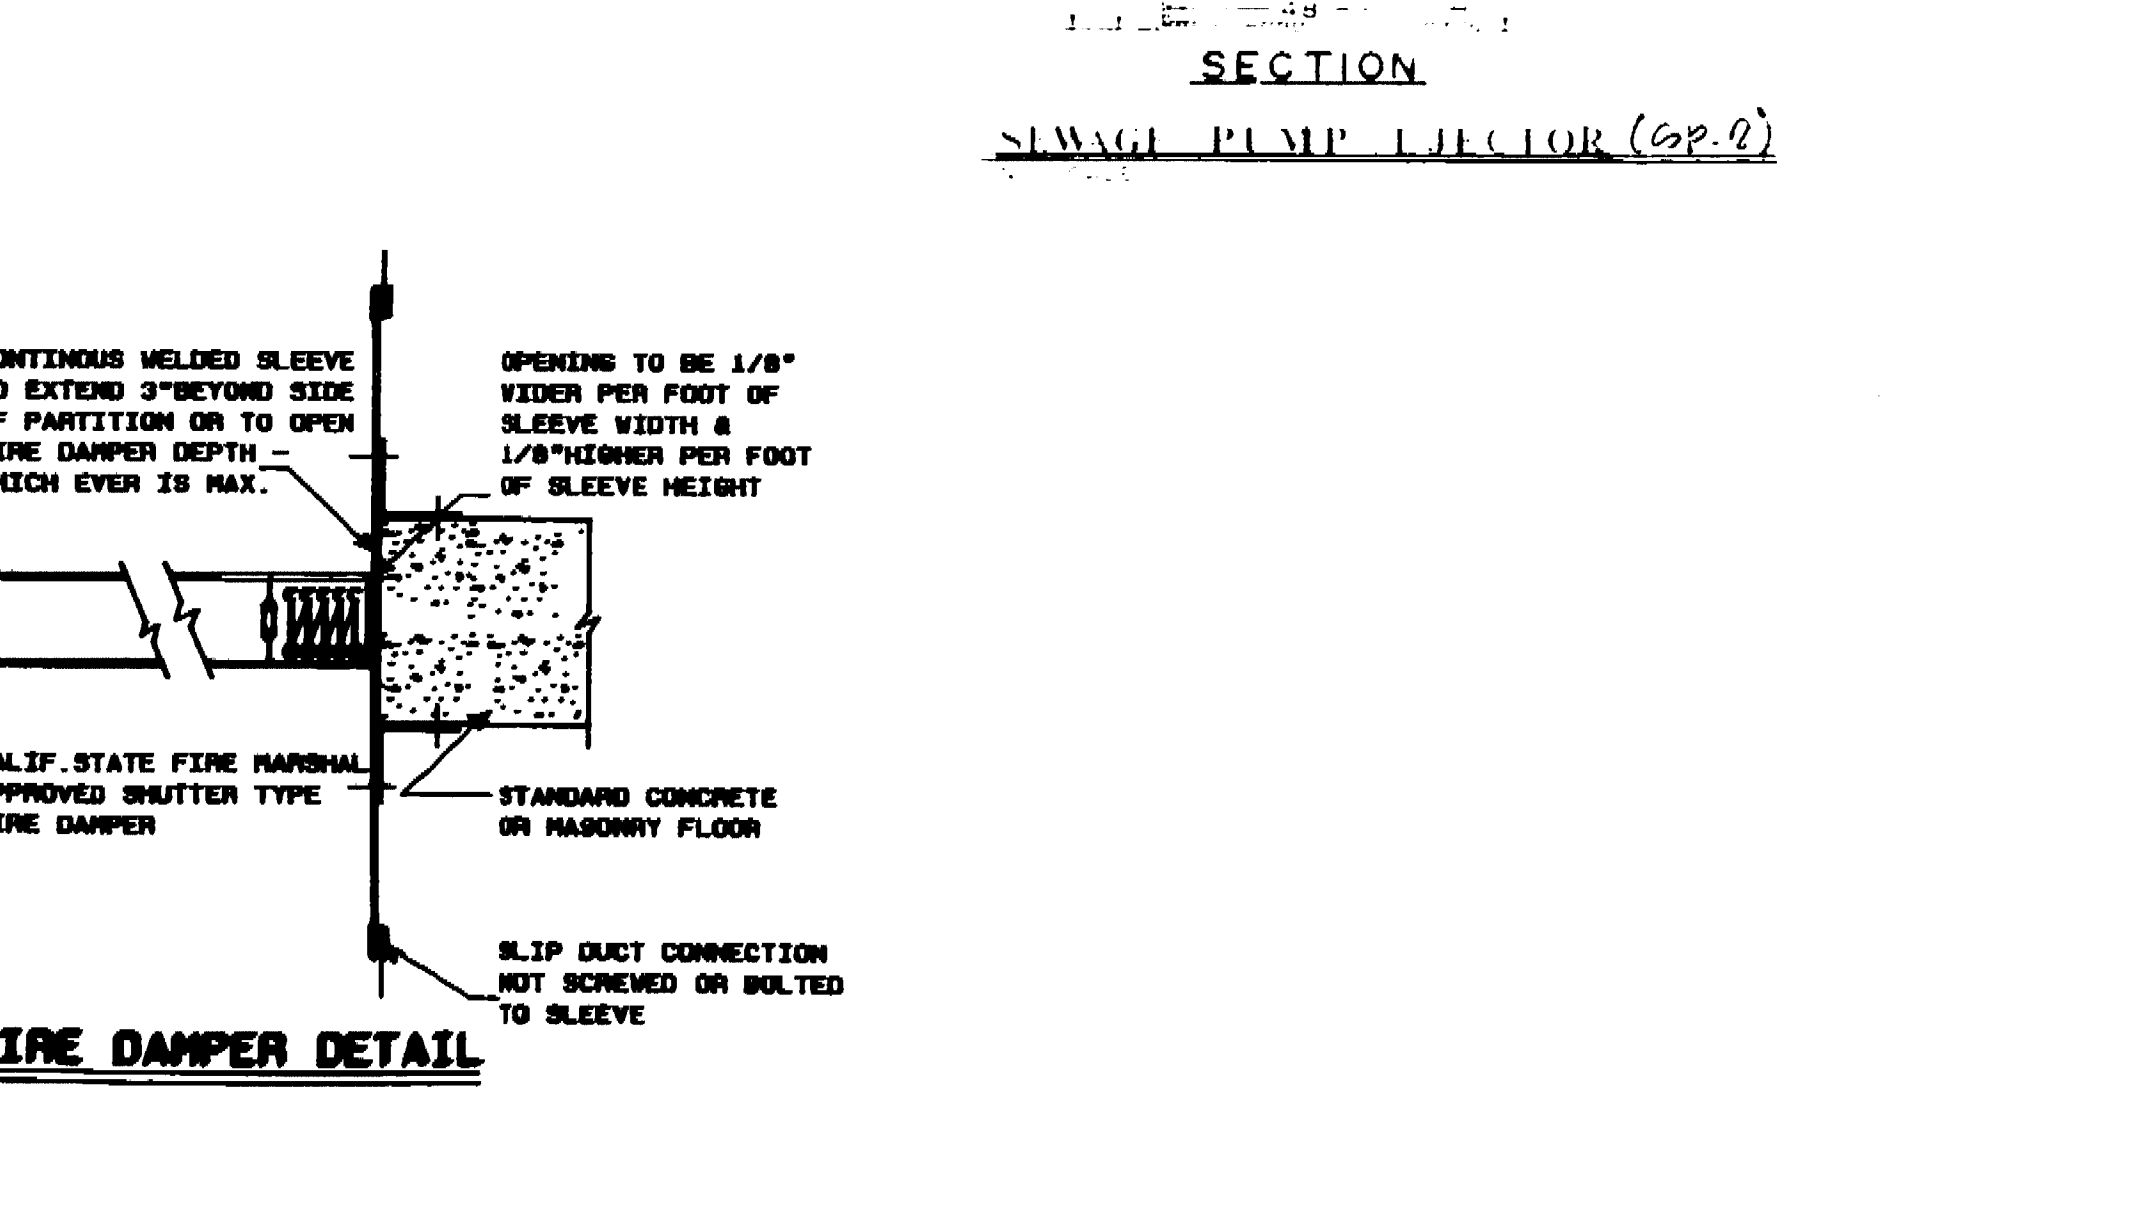 48
SECTION
SEWAGE PUMP EJECTOR (SP.2)
ONTINOUS WELDED SLEEVE
O EXTEND 3"BEYOND SIDE
F PARTITION OR TO OPEN
IRE DAMPER DEPTH -
HICH EVER IS MAX.
OPENING TO BE 1/8"
WIDER PER FOOT OF
SLEEVE WIDTH &
1/8"HIGHER PER FOOT
OF SLEEVE HEIGHT
ALIF.STATE FIRE MARSHAL
PPROVED SHUTTER TYPE
IRE DAMPER
STANDARD CONCRETE
OR MASONRY FLOOR
SLIP DUCT CONNECTION
NOT SCREWED OR BOLTED
TO SLEEVE
IRE DAMPER DETAIL